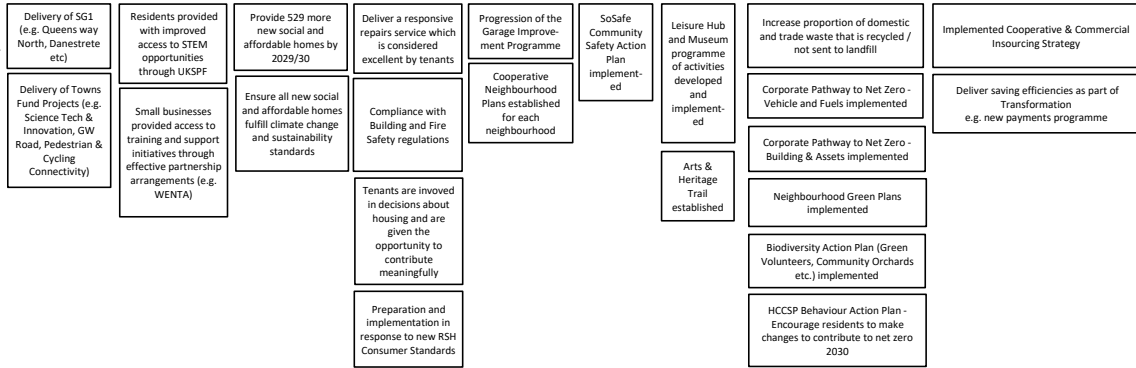 Delivery of SG1
(e.g. Queens way
North, Danestrete
etc)
Delivery of Towns
Fund Projects (e.g.
Science Tech &
Innovation, GW
Road, Pedestrian &
Cycling
Connectivity)
Residents provided
with improved
access to STEM
opportunities
through UKSPF
Small businesses
provided access to
training and support
initiatives through
effective partnership
arrangements (e.g.
WENTA)
Provide 529 more
new social and
affordable homes by
2029/30
Ensure all new social
and affordable homes
fulfill climate change
and sustainability
standards
Deliver a responsive
repairs service which
is considered
excellent by tenants
Compliance with
Building and Fire
Safety regulations
Tenants are invoved
in decisions about
housing and are
given the
opportunity to
contribute
meaningfully
Preparation and
implementation in
response to new RSH
Consumer Standards
Progression of the
Garage Improve-
ment Programme
Cooperative
Neighbourhood
Plans established
for each
neighbourhood
SoSafe
Community
Safety Action
Plan
implement-
ed
Leisure Hub
and Museum
programme
of activities
developed
and
implement-
ed
Arts &
Heritage
Trail
established
Increase proportion of domestic
and trade waste that is recycled /
not sent to landfill
Corporate Pathway to Net Zero -
Vehicle and Fuels implemented
Corporate Pathway to Net Zero -
Building & Assets implemented
Neighbourhood Green Plans
implemented
Biodiversity Action Plan (Green
Volunteers, Community Orchards
etc.) implemented
HCCSP Behaviour Action Plan -
Encourage residents to make
changes to contribute to net zero
2030
Implemented Cooperative & Commercial
Insourcing Strategy
Deliver saving efficiencies as part of
Transformation
e.g. new payments programme